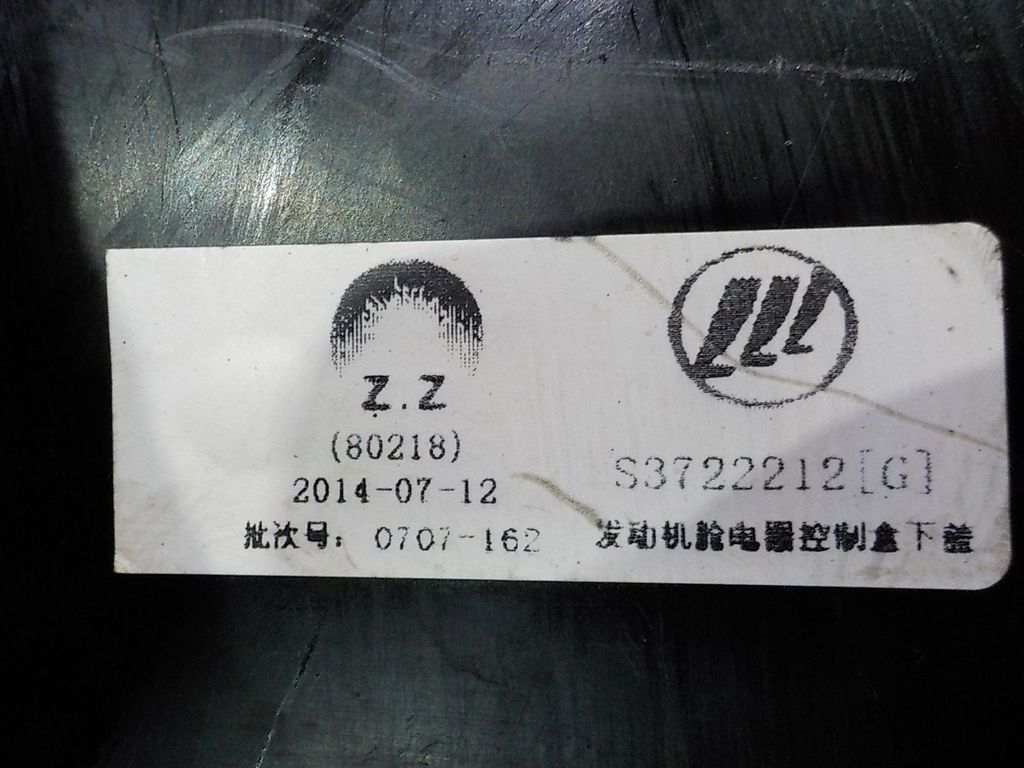 Z.Z
(80218)
2014-07-12
批次号: 0707-162
S3722212[G]
发动机舱电器控制盒下盖